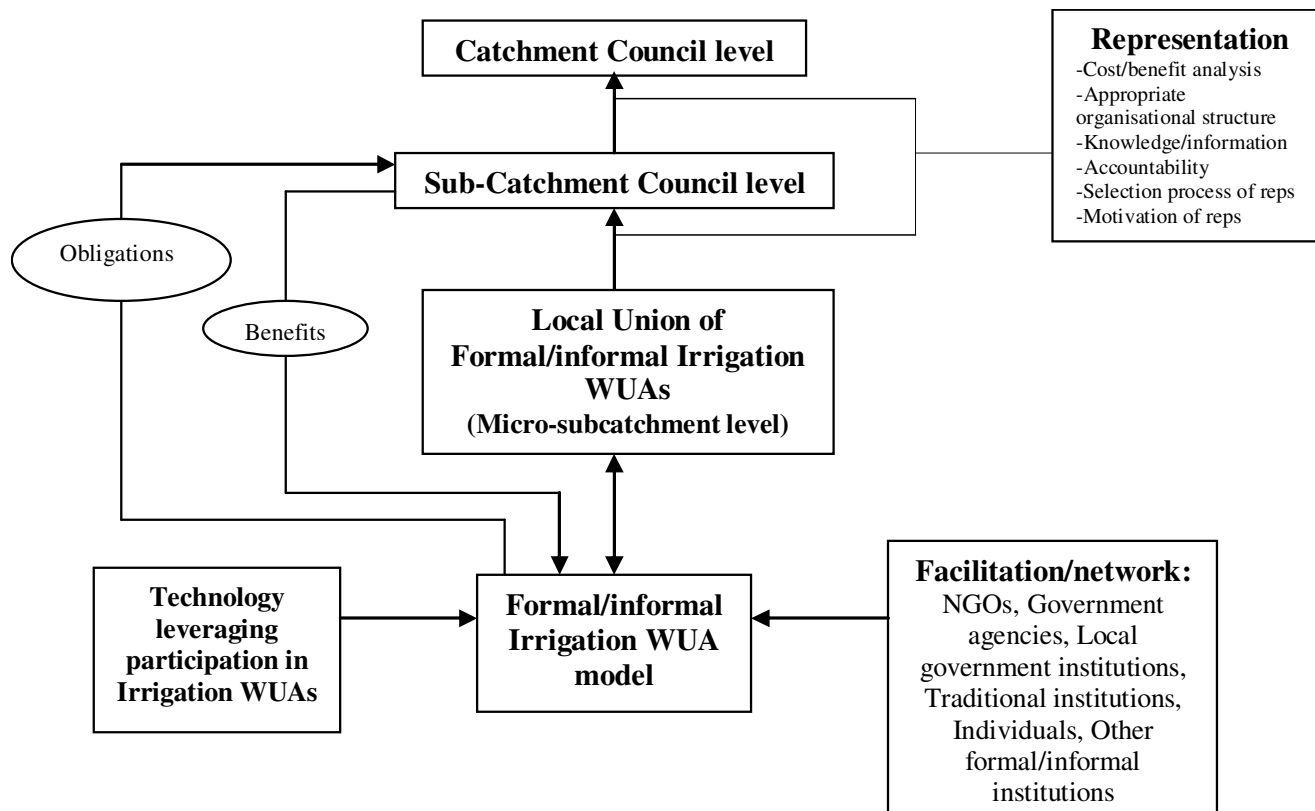 Catchment Council level
Representation
-Cost/benefit analysis
-Appropriate
organisational structure
-Knowledge/information
-Accountability
-Selection process of reps
-Motivation of reps
Sub-Catchment Council level
Obligations
Benefits
Local Union of
Formal/informal Irrigation
WUAs
(Micro-subcatchment level)
Technology
leveraging
participation in
Irrigation WUAs
Formal/informal
Irrigation WUA
model
Facilitation/network:
NGOs, Government
agencies, Local
government institutions,
Traditional institutions,
Individuals, Other
formal/informal
institutions